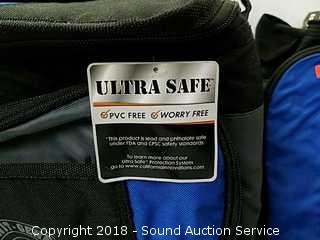 ULTRA SAFE
PVC FREE WORRY FREE
*This product is lead and phthalate safe
under FDA and CPSC safety standards.
To learn more about our
ultra Safe™ Protection System
go to www.californiainnovations.com
Copyright 2018 - Sound Auction Service